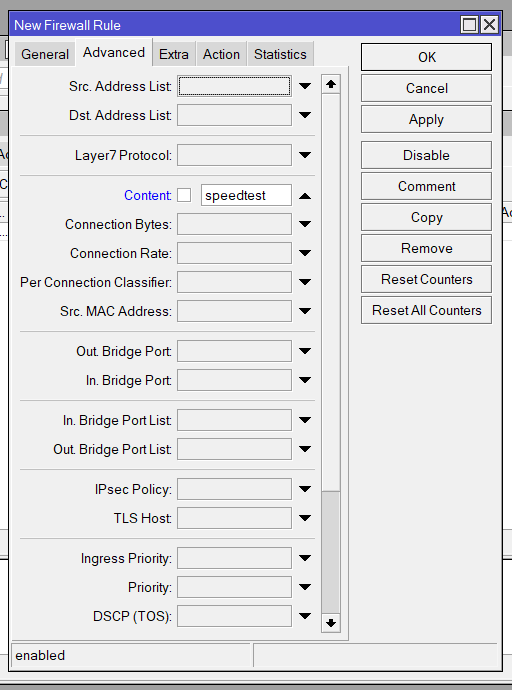 New Firewall Rule
General Advanced Extra Action Statistics
Src. Address List:
Dst. Address List:
Layer7 Protocol:
Content: speedtest
Connection Bytes:
Connection Rate:
Per Connection Classifier:
Src. MAC Address:
Out. Bridge Port:
In. Bridge Port:
In. Bridge Port List:
Out. Bridge Port List:
IPsec Policy:
TLS Host:
Ingress Priority:
Priority:
DSCP (TOS):
OK
Cancel
Apply
Disable
Comment
Copy
Remove
Reset Counters
Reset All Counters
enabled